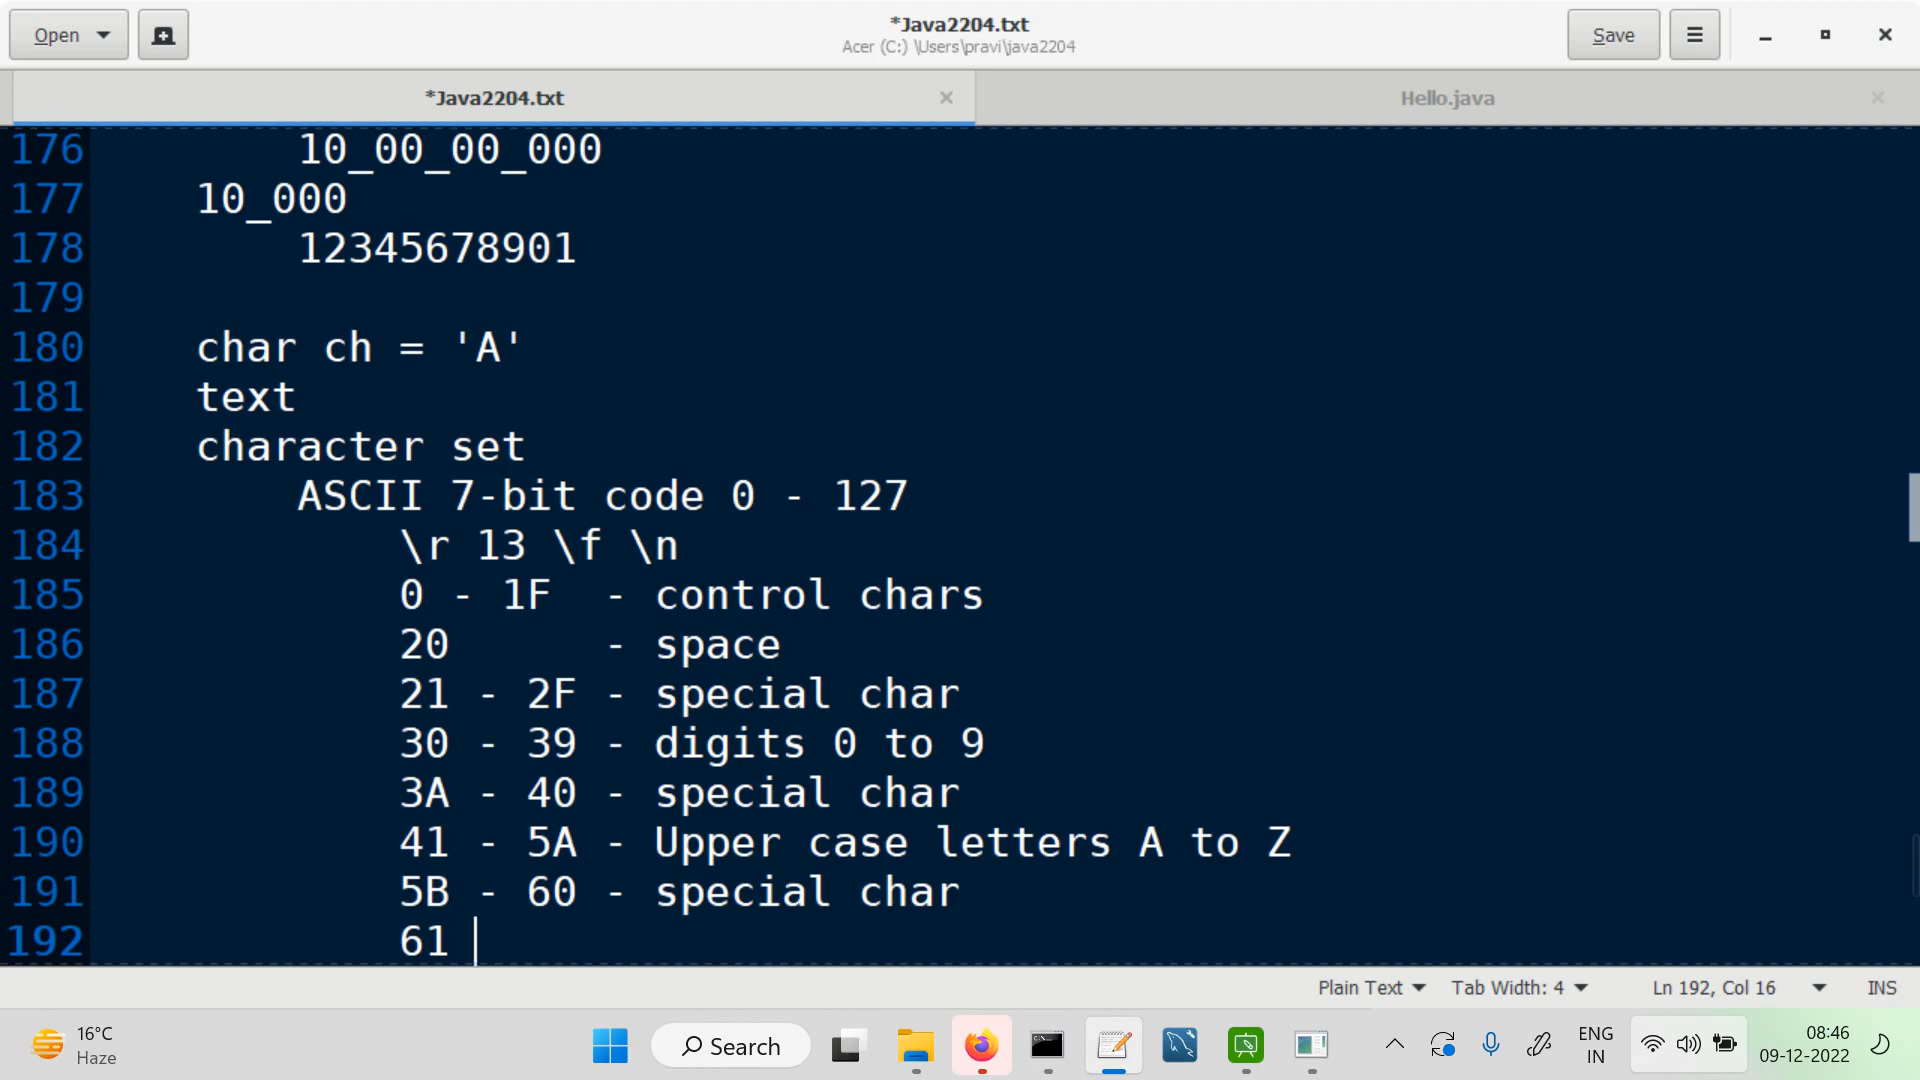 Open
*Java2204.txt
Acer (C:) \Users\pravi\java2204
Save
*Java2204.txt
Hello.java
176 10_00_00_000
177 10_000
178 12345678901
179
180 char ch = 'A'
181 text
182 character set
183 ASCII 7-bit code 0 - 127
184 \r 13 \f \n
185 0 - 1F - control chars
186 20 - space
187 21 - 2F - special char
188 30 - 39 - digits 0 to 9
189 3A - 40 - special char
190 41 - 5A - Upper case letters A to Z
191 5B - 60 - special char
192 61
Plain Text Tab Width: 4 Ln 192, Col 16 INS
16°C
Haze
Search
ENG
IN
08:46
09-12-2022